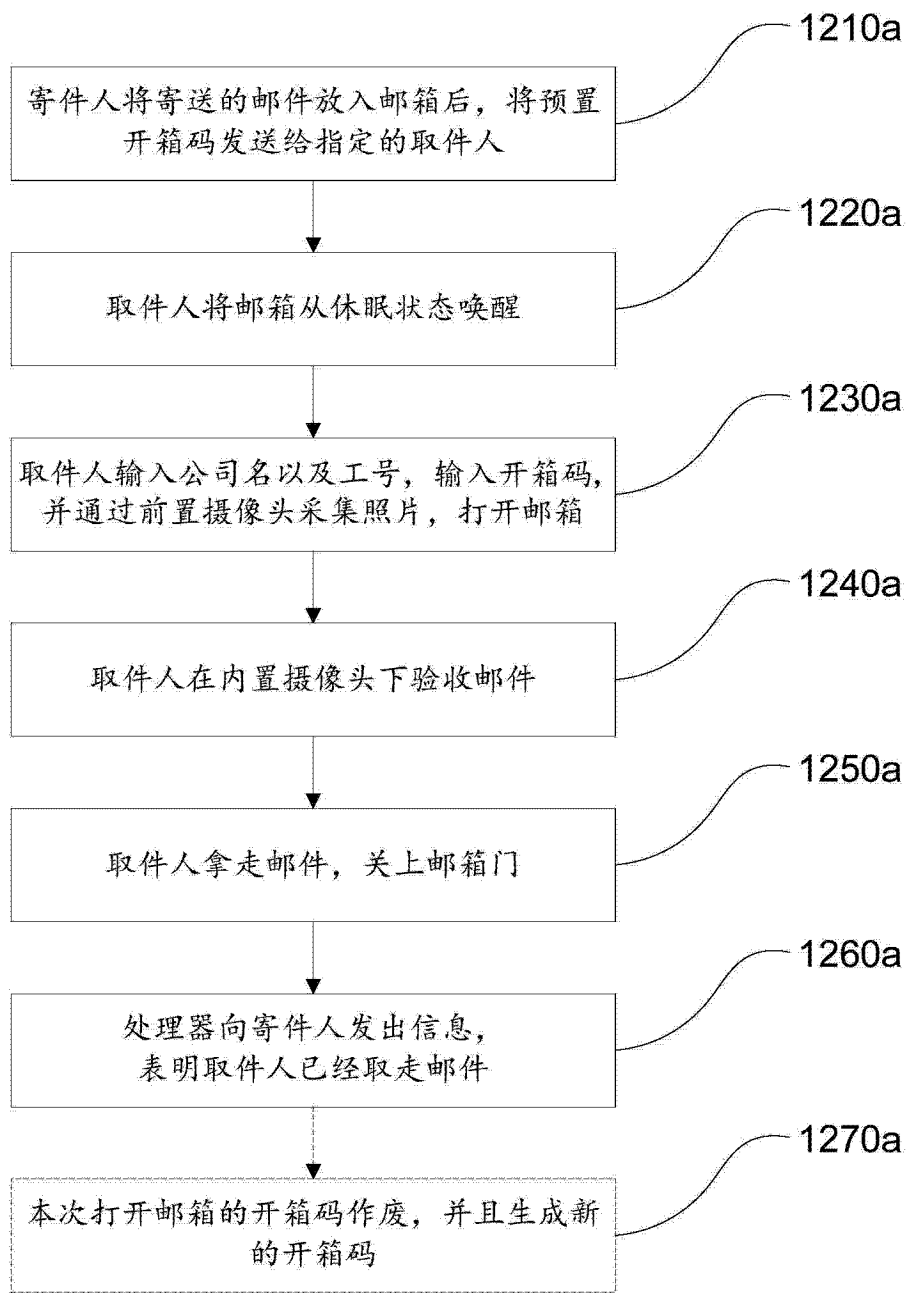 1210a
寄件人将寄送的邮件放入邮箱后，将预置
开箱码发送给指定的取件人
1220a
取件人将邮箱从休眠状态唤醒
1230a
取件人输入公司名以及工号，输入开箱码，
并通过前置摄像头采集照片，打开邮箱
1240a
取件人在内置摄像头下验收邮件
1250a
取件人拿走邮件，关上邮箱门
1260a
处理器向寄件人发出信息，
表明取件人已经取走邮件
1270a
本次打开邮箱的开箱码作废，并且生成新
的开箱码